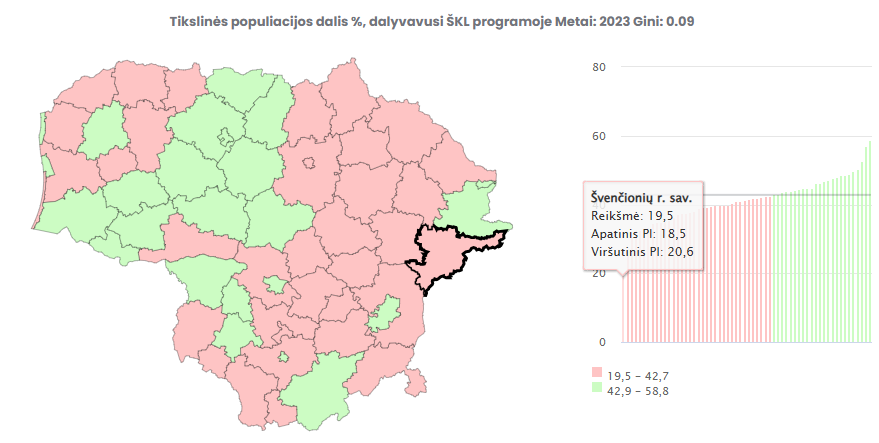 Tikslinės populiacijos dalis %, dalyvavusi ŠKL programoje Metai: 2023 Gini: 0.09
80
60
Švenčionių r. sav.
Reikšmė: 19,5
Apatinis PI: 18,5
Viršutinis PI: 20,6
40
20
0
19,5 – 42,7
42,9 – 58,8